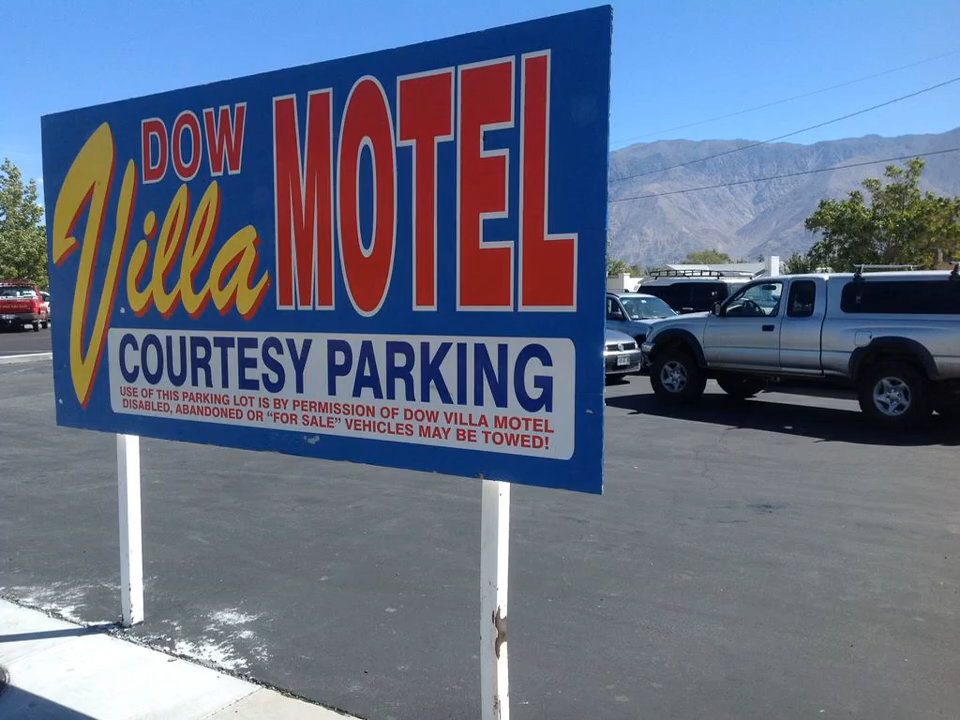 DOW
Villa MOTEL
COURTESY PARKING
USE OF THIS PARKING LOT IS BY PERMISSION OF DOW VILLA MOTEL
DISABLED, ABANDONED OR “FOR SALE” VEHICLES MAY BE TOWED!